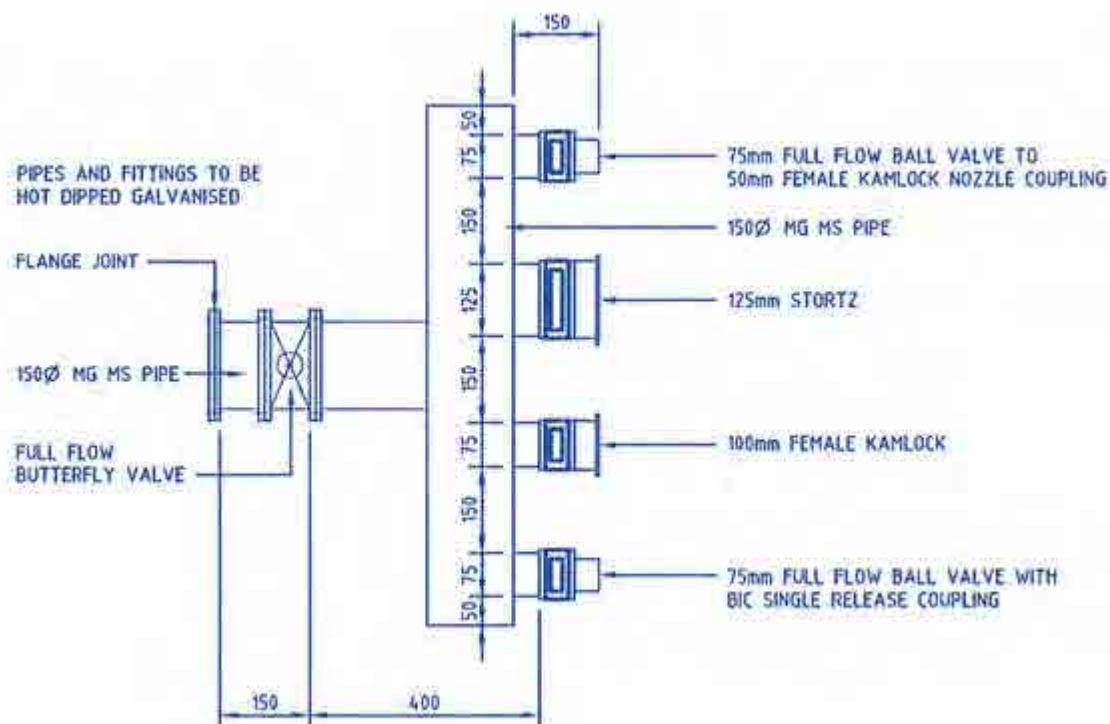 150
50
75
150
125
150
75
150
75
50
PIPES AND FITTINGS TO BE
HOT DIPPED GALVANISED
FLANGE JOINT
150Ø MG MS PIPE
FULL FLOW
BUTTERFLY VALVE
75mm FULL FLOW BALL VALVE TO
50mm FEMALE KAMLOCK NOZZLE COUPLING
150Ø MG MS PIPE
125mm STORTZ
100mm FEMALE KAMLOCK
75mm FULL FLOW BALL VALVE WITH
BIC SINGLE RELEASE COUPLING
150
400